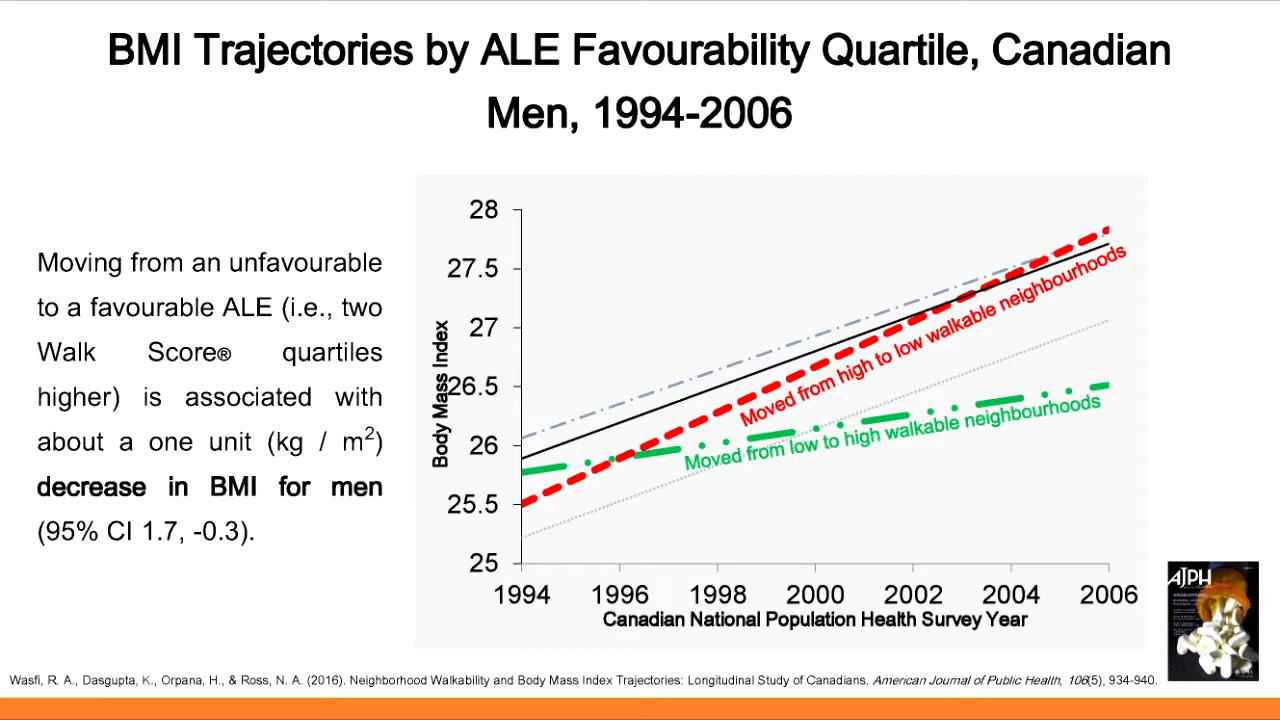 BMI Trajectories by ALE Favourability Quartile, Canadian
Men, 1994-2006
Moving from an unfavourable
to a favourable ALE (i.e., two
Walk Score® quartiles
higher) is associated with
about a one unit (kg / m²)
decrease in BMI for men
(95% CI 1.7, -0.3).
Body Mass Index
28
27.5
27
26.5
26
25.5
25
Moved from high to low walkable neighbourhoods
Moved from low to high walkable neighbourhoods
1994 1996 1998 2000 2002 2004 2006
Canadian National Population Health Survey Year
AJPH
Wasfi, R. A., Dasgupta, K., Orpana, H., & Ross, N. A. (2016). Neighborhood Walkability and Body Mass Index Trajectories: Longitudinal Study of Canadians. American Journal of Public Health, 106(5), 934-940.